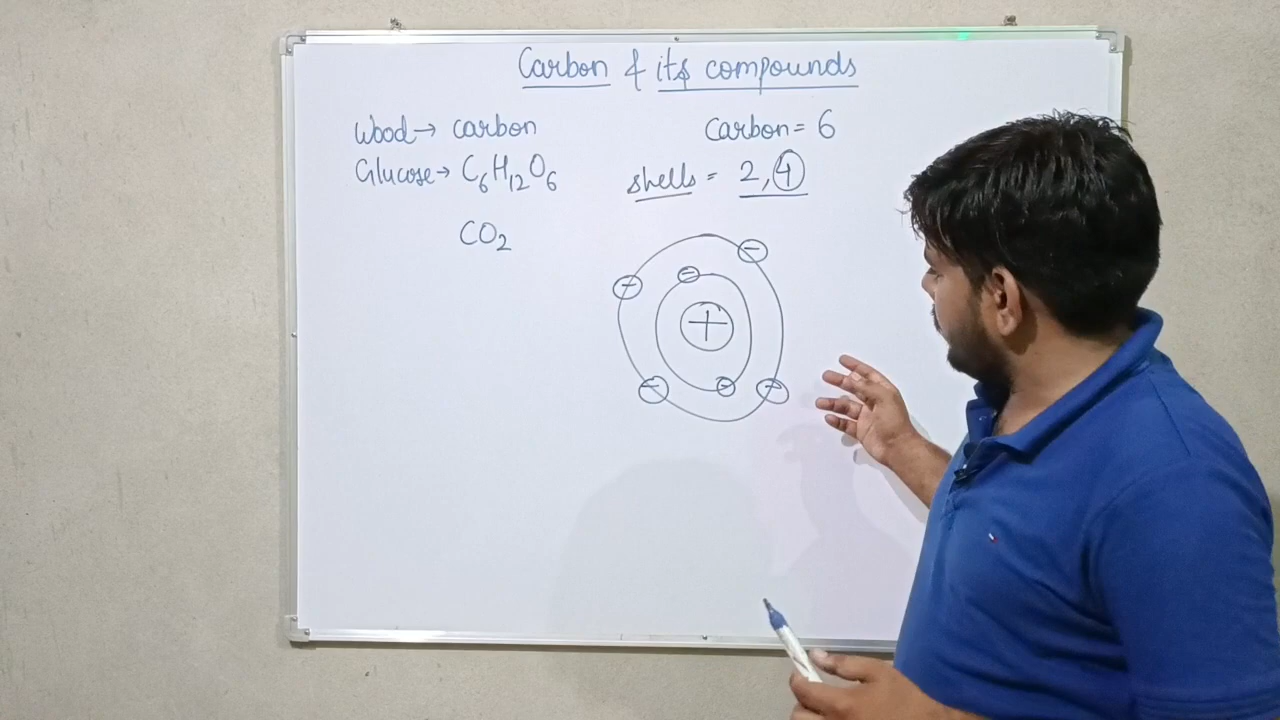 Carbon & its compounds
Wood → carbon
Glucose → C₆H₁₂O₆
CO₂
Carbon = 6
shells = 2, 4